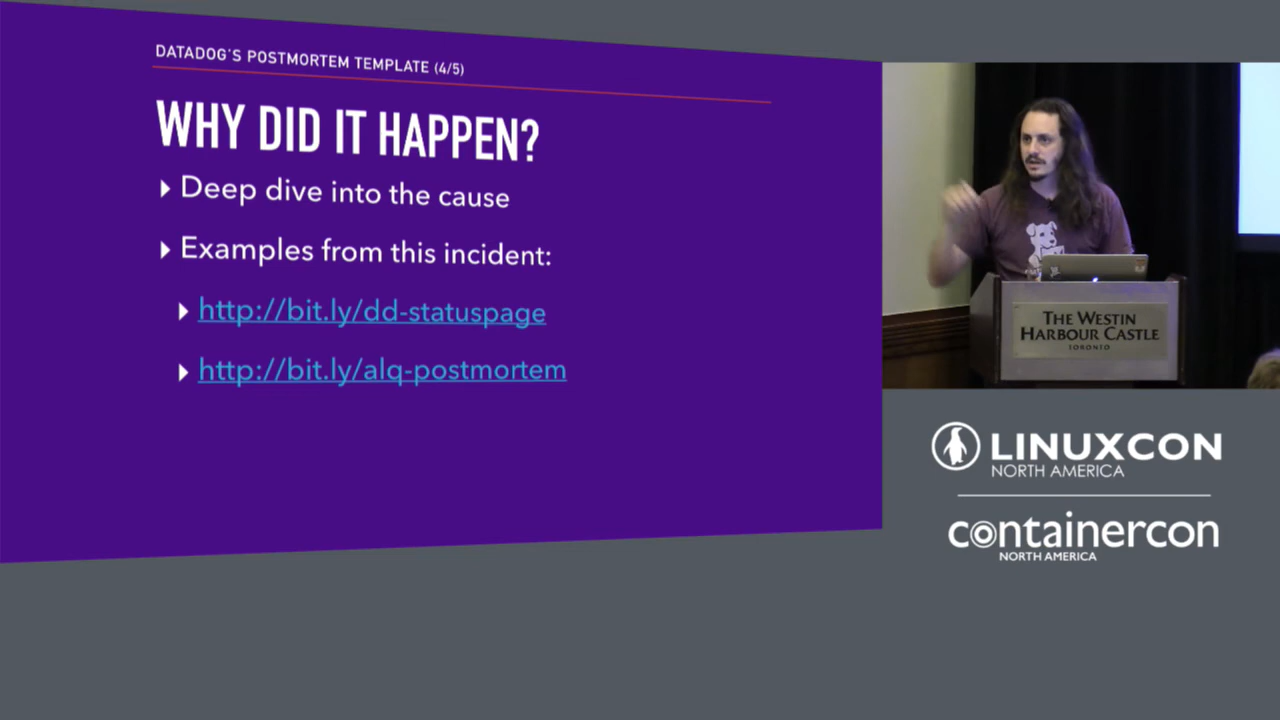 DATADOG'S POSTMORTEM TEMPLATE (4/5)
WHY DID IT HAPPEN?
Deep dive into the cause
Examples from this incident:
http://bit.ly/dd-statuspage
http://bit.ly/alq-postmortem
THE WESTIN
HARBOUR CASTLE
TORONTO
LINUXCON
NORTH AMERICA
containercon
NORTH AMERICA